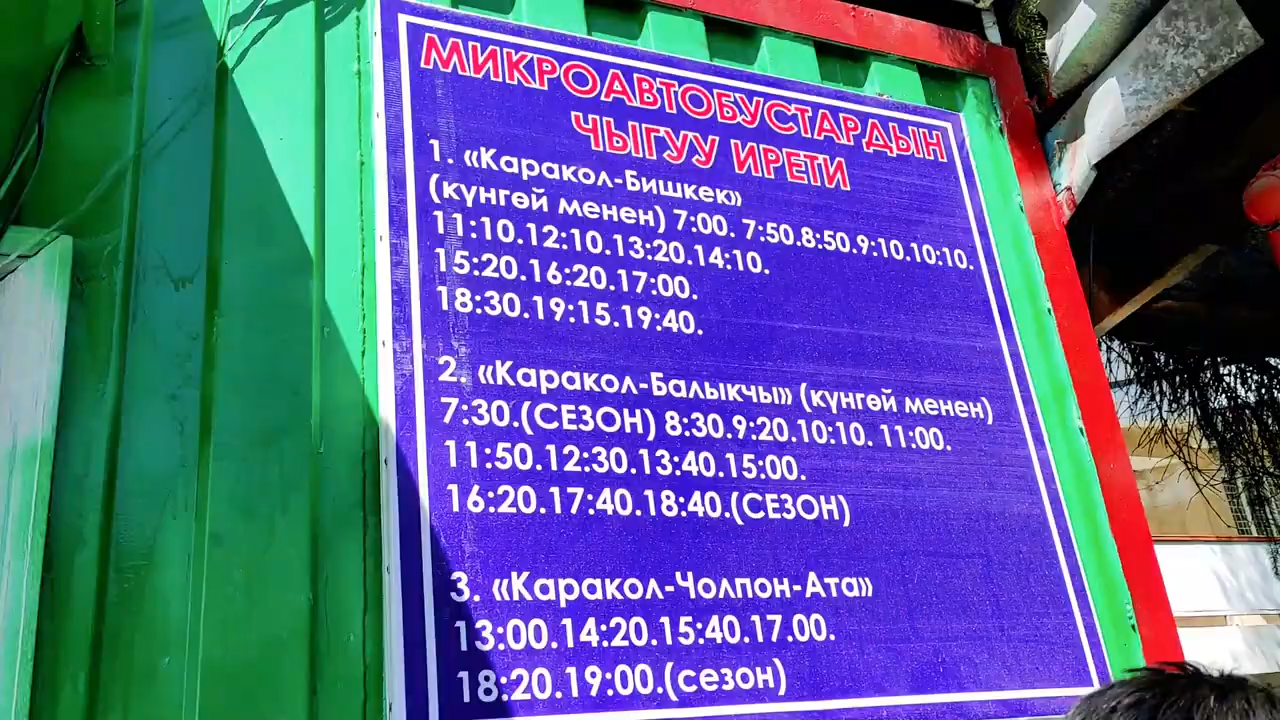 МИКРОАВТОБУСТАРДЫН
ЧЫГУУ ИРЕТИ
1. «Каракол-Бишкек»
(күнгөй менен) 7:00. 7:50.8:50.9:10.10:10.
11:10.12:10.13:20.14:10.
15:20.16:20.17:00.
18:30.19:15.19:40.
2. «Каракол-Балыкчы» (күнгөй менен)
7:30.(СЕЗОН) 8:30.9:20.10:10. 11:00.
11:50.12:30.13:40.15:00.
16:20.17:40.18:40.(СЕЗОН)
3. «Каракол-Чолпон-Ата»
13:00.14:20.15:40.17.00.
18:20.19:00.(сезон)